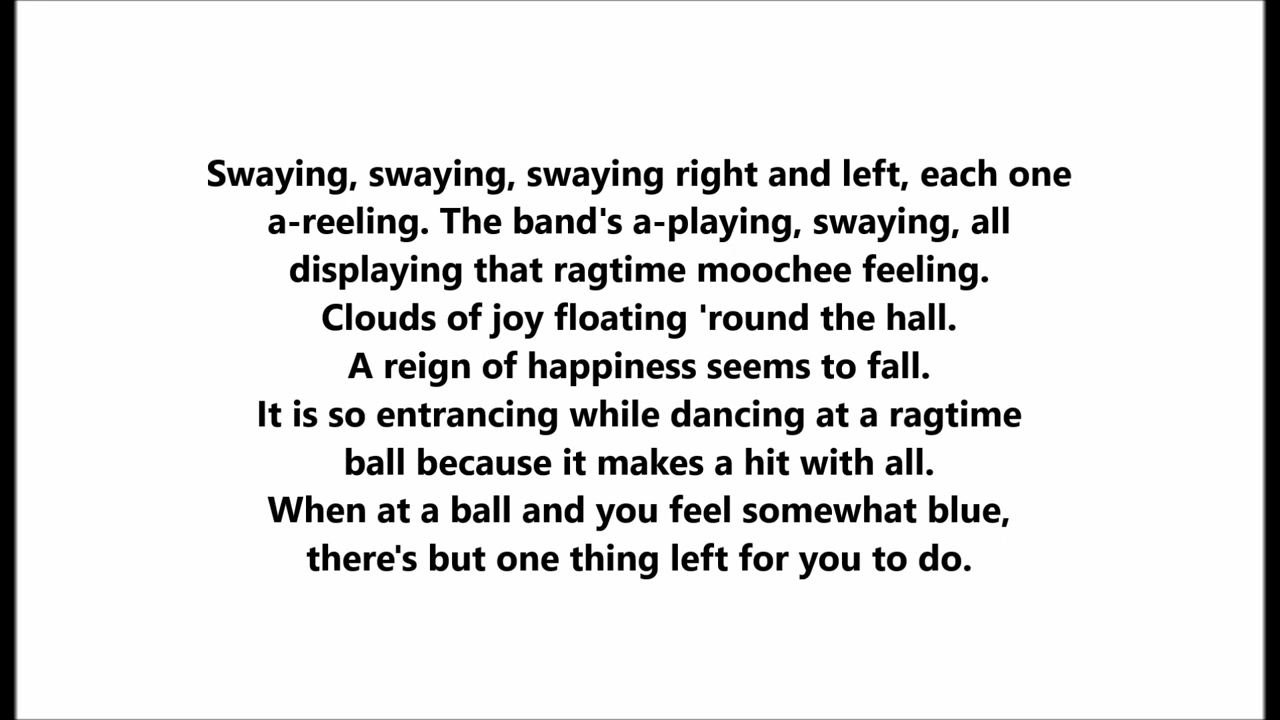 Swaying, swaying, swaying right and left, each one
a-reeling. The band's a-playing, swaying, all
displaying that ragtime moochee feeling.
Clouds of joy floating 'round the hall.
A reign of happiness seems to fall.
It is so entrancing while dancing at a ragtime
ball because it makes a hit with all.
When at a ball and you feel somewhat blue,
there's but one thing left for you to do.